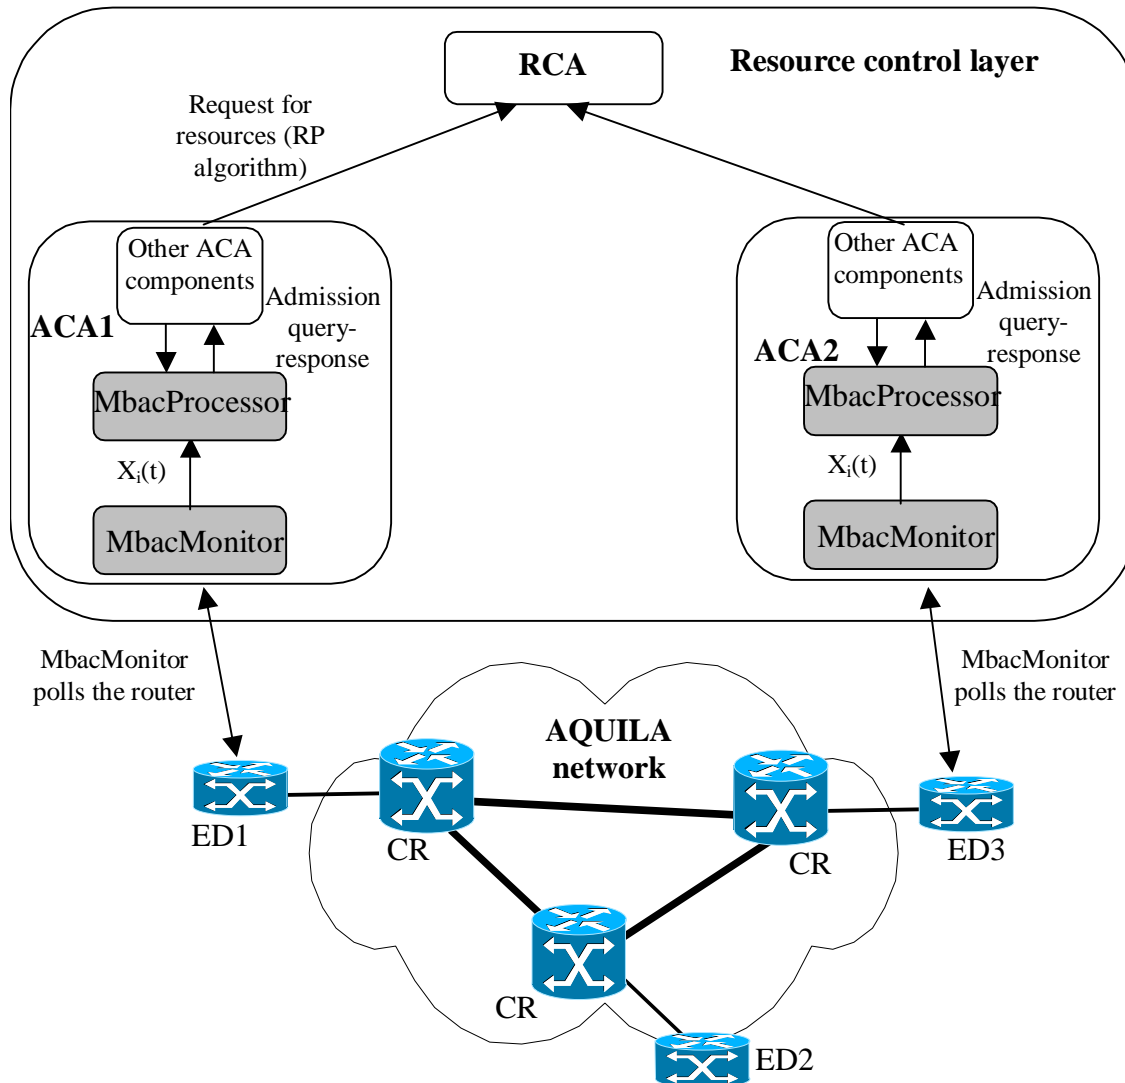 RCA
Resource control layer
Request for
resources (RP
algorithm)
Other ACA
components
Admission
query-
response
ACA1
MbacProcessor
X_i(t)
MbacMonitor
Other ACA
components
Admission
query-
response
ACA2
MbacProcessor
X_i(t)
MbacMonitor
MbacMonitor
polls the router
MbacMonitor
polls the router
AQUILA
network
ED1
CR
CR
ED3
CR
ED2